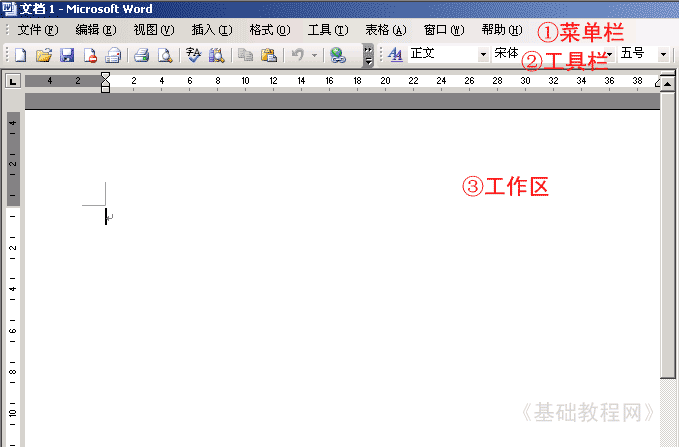 文档 1 - Microsoft Word
文件(F) 编辑(E) 视图(V) 插入(I) 格式(O) 工具(T) 表格(A) 窗口(W) 帮助(H) ①菜单栏
正文 宋体 五号
②工具栏
4 2 2 4 6 8 10 12 14 16 18 20 22 24 26 28 30 32 34 36 38
4
2
③工作区
2
4
6
8
10
《基础教程网》